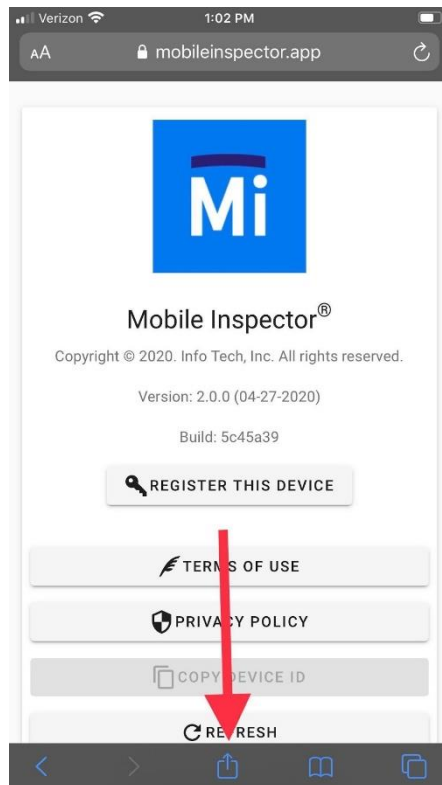 Verizon
1:02 PM
AA
mobileinspector.app
Mi
Mobile Inspector®
Copyright © 2020. Info Tech, Inc. All rights reserved.
Version: 2.0.0 (04-27-2020)
Build: 5c45a39
REGISTER THIS DEVICE
TERMS OF USE
PRIVACY POLICY
COPY DEVICE ID
REFRESH